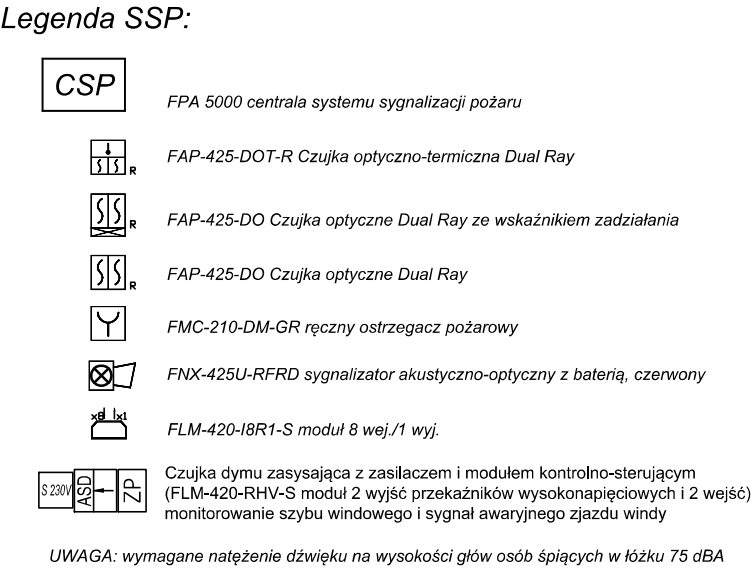 Legenda SSP:
CSP
FPA 5000 centrala systemu sygnalizacji pożaru
R
FAP-425-DOT-R Czujka optyczno-termiczna Dual Ray
R
FAP-425-DO Czujka optyczne Dual Ray ze wskaźnikiem zadziałania
R
FAP-425-DO Czujka optyczne Dual Ray
FMC-210-DM-GR ręczny ostrzegacz pożarowy
FNX-425U-RFRD sygnalizator akustyczno-optyczny z baterią, czerwony
x8 x1
FLM-420-I8R1-S moduł 8 wej./1 wyj.
S 230V ASD ZP
Czujka dymu zasysająca z zasilaczem i modułem kontrolno-sterującym
(FLM-420-RHV-S moduł 2 wyjść przekaźników wysokonapięciowych i 2 wejść)
monitorowanie szybu windowego i sygnał awaryjnego zjazdu windy
UWAGA: wymagane natężenie dźwięku na wysokości głów osób śpiących w łóżku 75 dBA